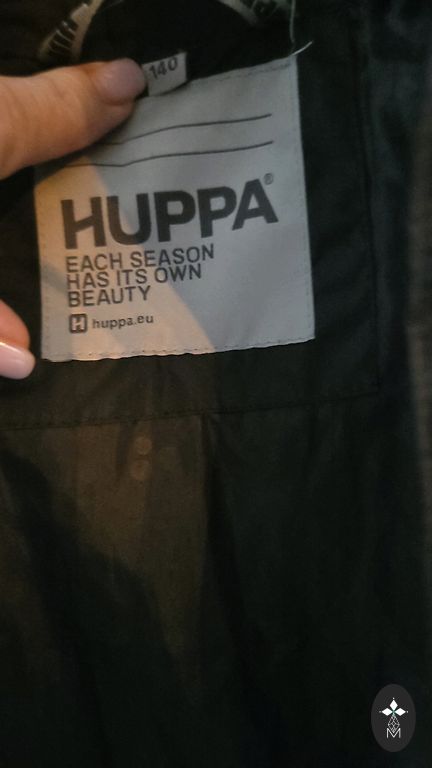 140
HUPPA®
EACH SEASON
HAS ITS OWN
BEAUTY
H huppa.eu
M